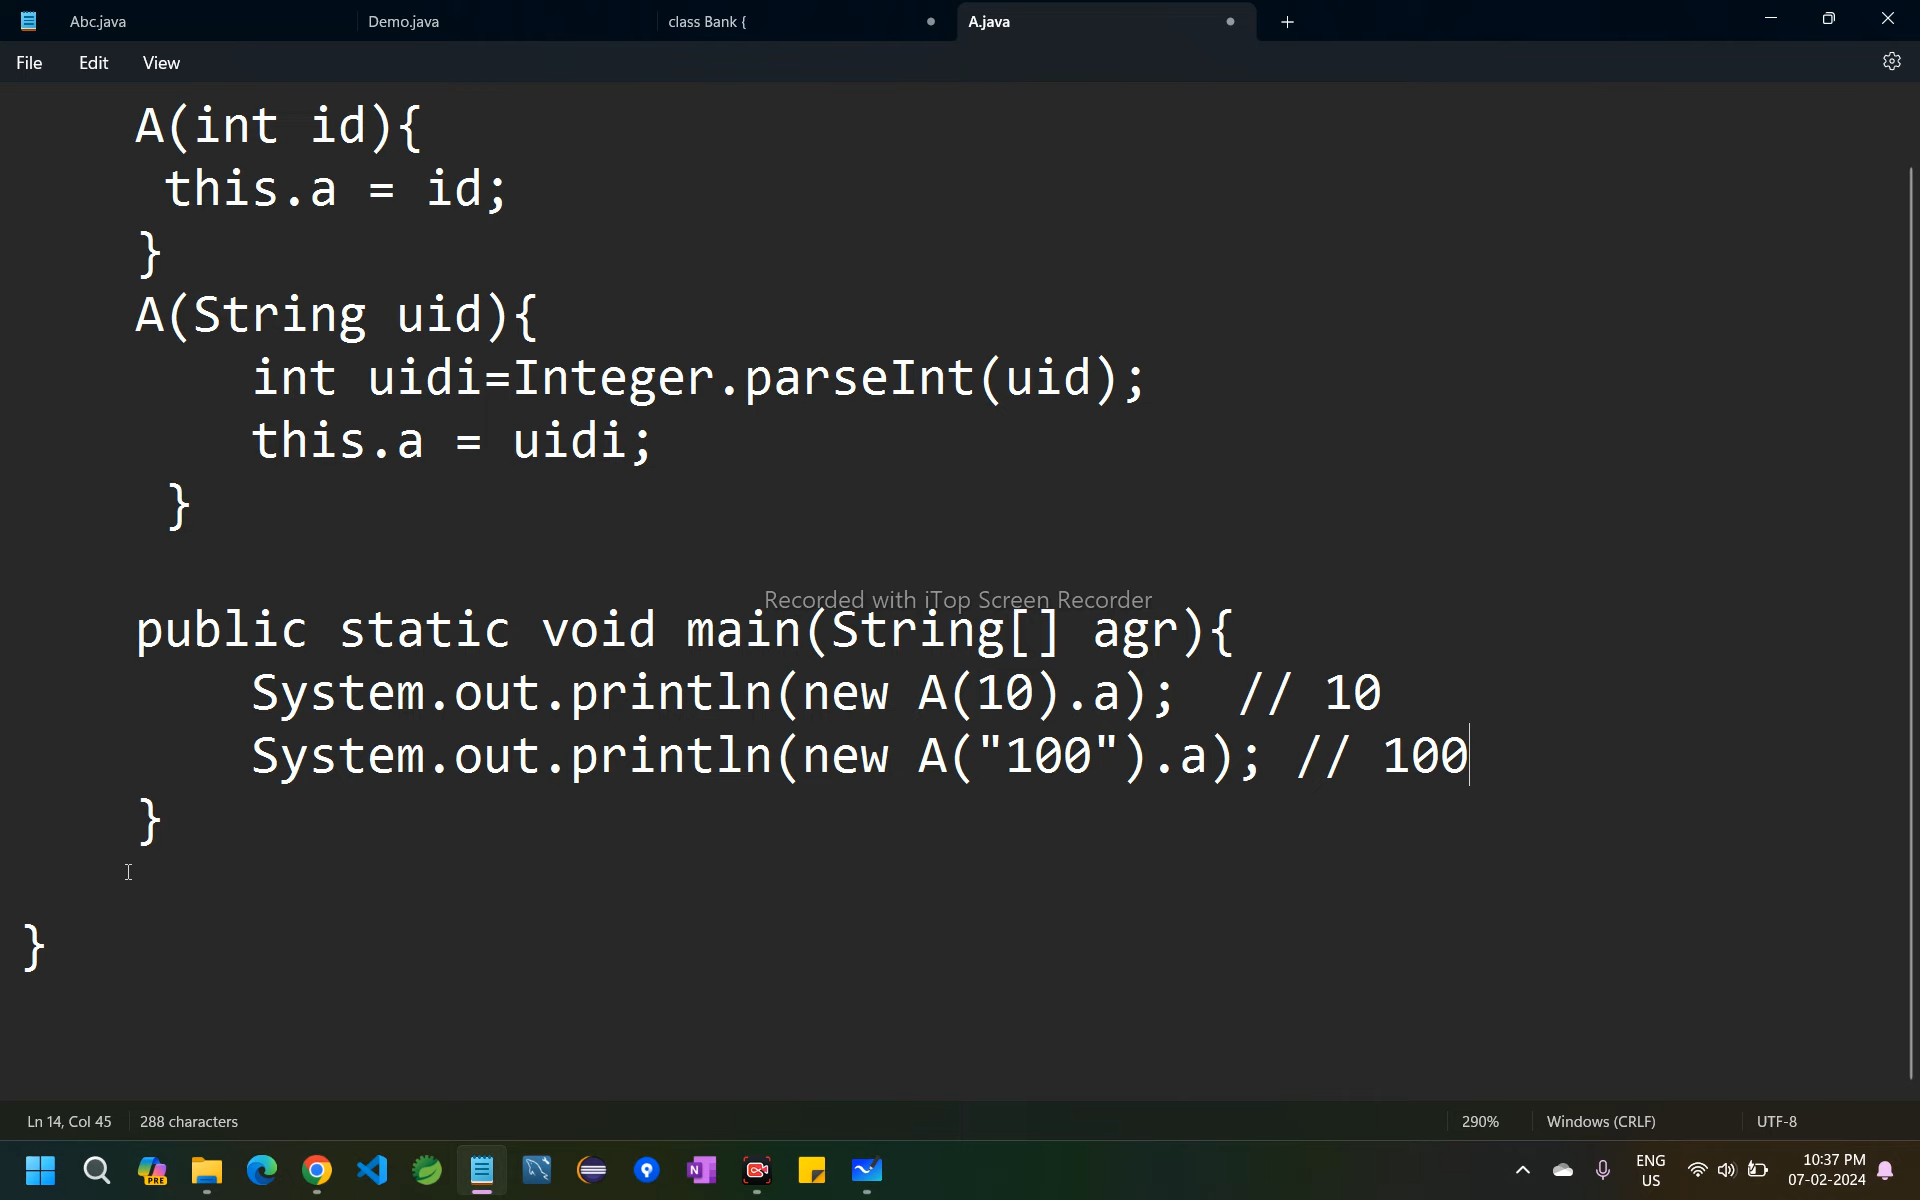 Abc.java Demo.java class Bank { A.java
File Edit View
A(int id){
this.a = id;
}
A(String uid){
int uidi=Integer.parseInt(uid);
this.a = uidi;
}
Recorded with iTop Screen Recorder
public static void main(String[] agr){
System.out.println(new A(10).a);  // 10
System.out.println(new A("100").a); // 100
}
}
Ln 14, Col 45 288 characters 290% Windows (CRLF) UTF-8
PRE N ENG US 10:37 PM 07-02-2024